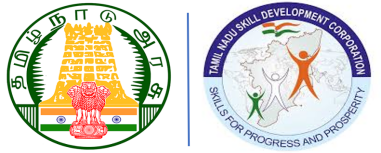 தமிழ்நாடு அரசு
TAMIL NADU SKILL DEVELOPMENT CORPORATION
SKILLS FOR PROGRESS AND PROSPERITY